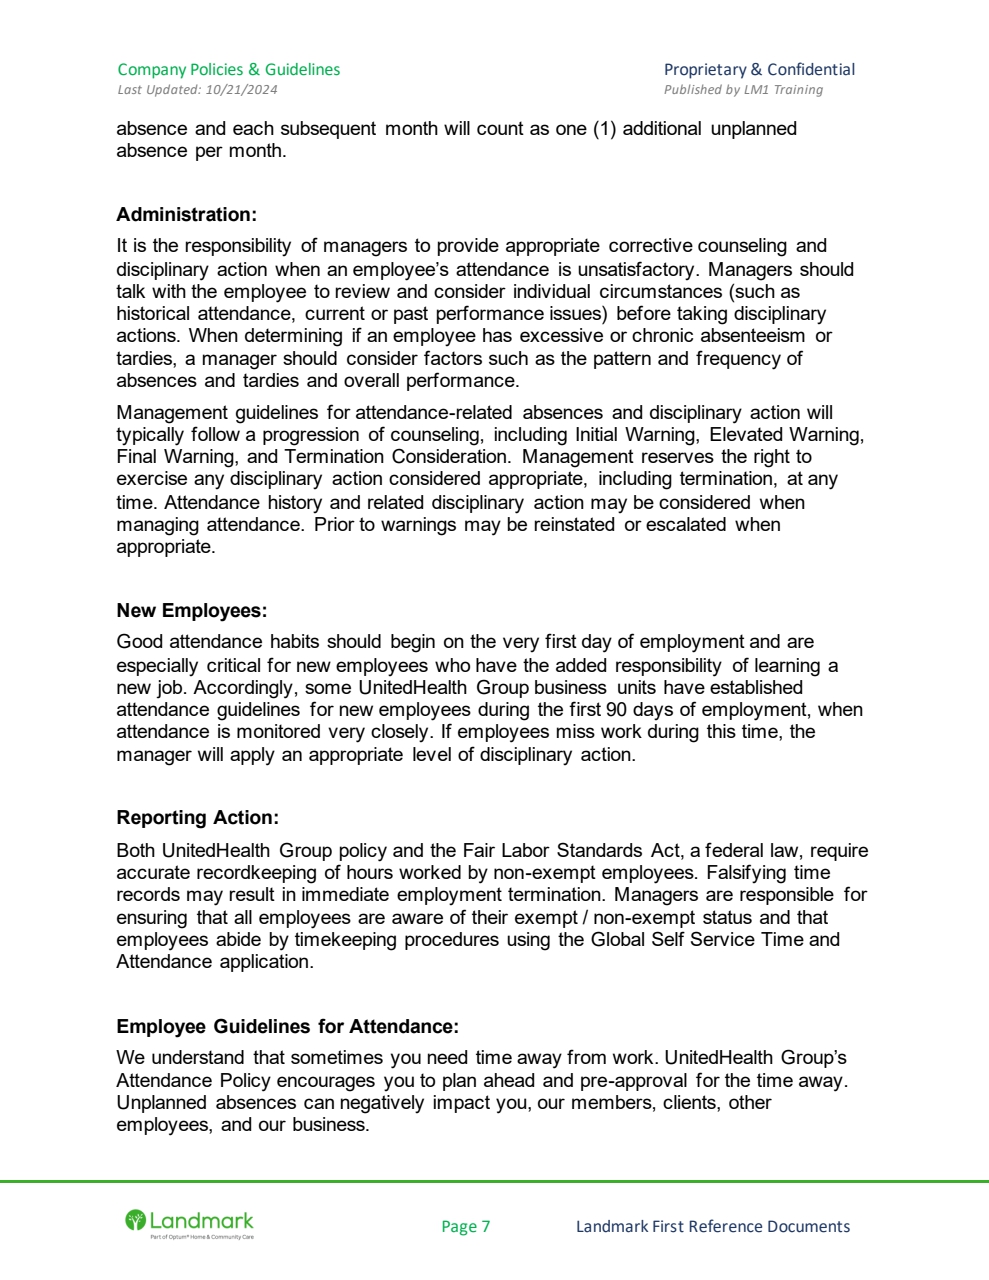 Company Policies & Guidelines
Proprietary & Confidential
Last Updated: 10/21/2024
Published by LM1 Training
absence and each subsequent month will count as one (1) additional unplanned
absence per month.
Administration:
It is the responsibility of managers to provide appropriate corrective counseling and
disciplinary action when an employee’s attendance is unsatisfactory. Managers should
talk with the employee to review and consider individual circumstances (such as
historical attendance, current or past performance issues) before taking disciplinary
actions. When determining if an employee has excessive or chronic absenteeism or
tardies, a manager should consider factors such as the pattern and frequency of
absences and tardies and overall performance.
Management guidelines for attendance-related absences and disciplinary action will
typically follow a progression of counseling, including Initial Warning, Elevated Warning,
Final Warning, and Termination Consideration. Management reserves the right to
exercise any disciplinary action considered appropriate, including termination, at any
time. Attendance history and related disciplinary action may be considered when
managing attendance. Prior to warnings may be reinstated or escalated when
appropriate.
New Employees:
Good attendance habits should begin on the very first day of employment and are
especially critical for new employees who have the added responsibility of learning a
new job. Accordingly, some UnitedHealth Group business units have established
attendance guidelines for new employees during the first 90 days of employment, when
attendance is monitored very closely. If employees miss work during this time, the
manager will apply an appropriate level of disciplinary action.
Reporting Action:
Both UnitedHealth Group policy and the Fair Labor Standards Act, a federal law, require
accurate recordkeeping of hours worked by non-exempt employees. Falsifying time
records may result in immediate employment termination. Managers are responsible for
ensuring that all employees are aware of their exempt / non-exempt status and that
employees abide by timekeeping procedures using the Global Self Service Time and
Attendance application.
Employee Guidelines for Attendance:
We understand that sometimes you need time away from work. UnitedHealth Group’s
Attendance Policy encourages you to plan ahead and pre-approval for the time away.
Unplanned absences can negatively impact you, our members, clients, other
employees, and our business.
Landmark
Part of Optum® Home & Community Care
Page 7
Landmark First Reference Documents